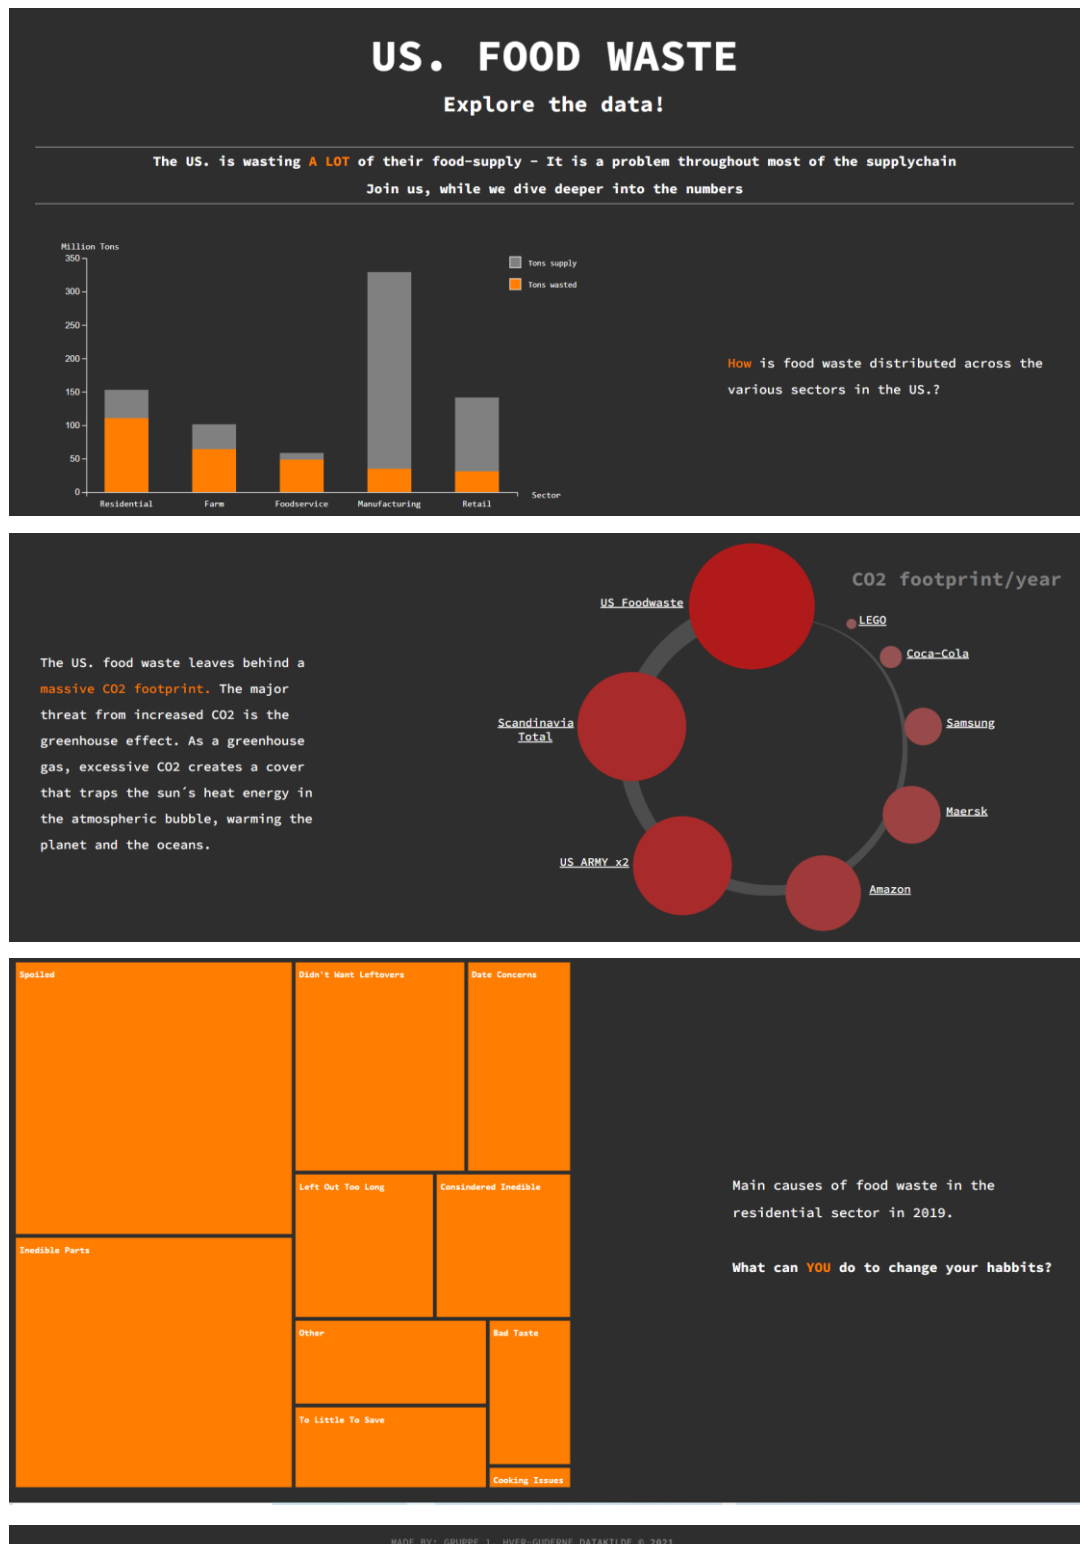 US. FOOD WASTE
Explore the data!
The US. is wasting A LOT of their food-supply - It is a problem throughout most of the supplychain
Join us, while we dive deeper into the numbers
Million Tons
350
300
250
200
150
100
50
0
Residential
Farm
Foodservice
Manufacturing
Retail
Sector
Tons supply
Tons wasted
How is food waste distributed across the
various sectors in the US.?
The US. food waste leaves behind a
massive CO2 footprint. The major
threat from increased CO2 is the
greenhouse effect. As a greenhouse
gas, excessive CO2 creates a cover
that traps the sun´s heat energy in
the atmospheric bubble, warming the
planet and the oceans.
CO2 footprint/year
US Foodwaste
LEGO
Coca-Cola
Scandinavia
Total
Samsung
Maersk
US ARMY x2
Amazon
Spoiled
Didn't Want Leftovers
Date Concerns
Left Out Too Long
Consindered Inedible
Inedible Parts
Other
Bad Taste
To Little To Save
Cooking Issues
Main causes of food waste in the
residential sector in 2019.
What can YOU do to change your habbits?
MADE BY: GRUPPE 1, HVER-GUDERNE DATAKILDE © 2021